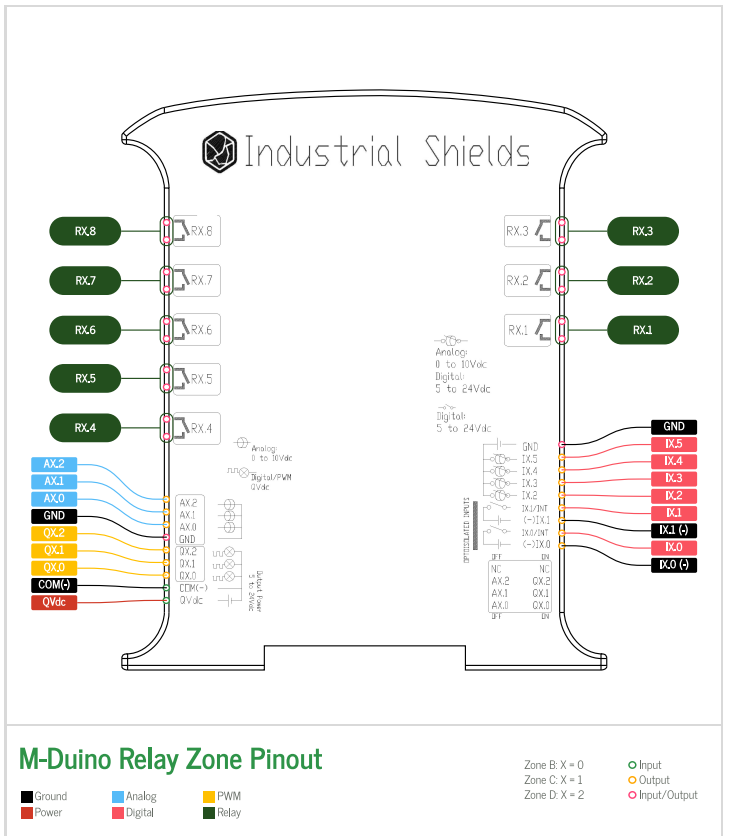 Industrial Shields
RX.8
RX.8
RX.3
RX.3
RX.7
RX.7
RX.2
RX.2
RX.6
RX.6
RX.1
RX.1
Analog:
0 to 10Vdc
Digital:
5 to 24Vdc
RX.5
RX.5
Digital:
5 to 24Vdc
RX.4
RX.4
Analog:
0 to 10Vdc
Digital/PWM
QVdc
AX.2
AX.1
AX.0
GND
QX.2
QX.1
QX.0
COM(-)
QVdc
AX.2
AX.1
AX.0
GND
QX.2
QX.1
QX.0
COM(-)
QVdc
Output Power
5 to 24Vdc
OPTOISOLATED INPUTS
GND
IX.5
IX.4
IX.3
IX.2
IX.1/INT
(-)IX.1
IX.0/INT
(-)IX.0
GND
IX.5
IX.4
IX.3
IX.2
IX.1
IX.1 (-)
IX.0
IX.0 (-)
OFF ON
NC NC
AX.2 QX.2
AX.1 QX.1
AX.0 QX.0
OFF ON
M-Duino Relay Zone Pinout
Ground Analog PWM
Power Digital Relay
Zone B: X = 0
Zone C: X = 1
Zone D: X = 2
Input
Output
Input/Output